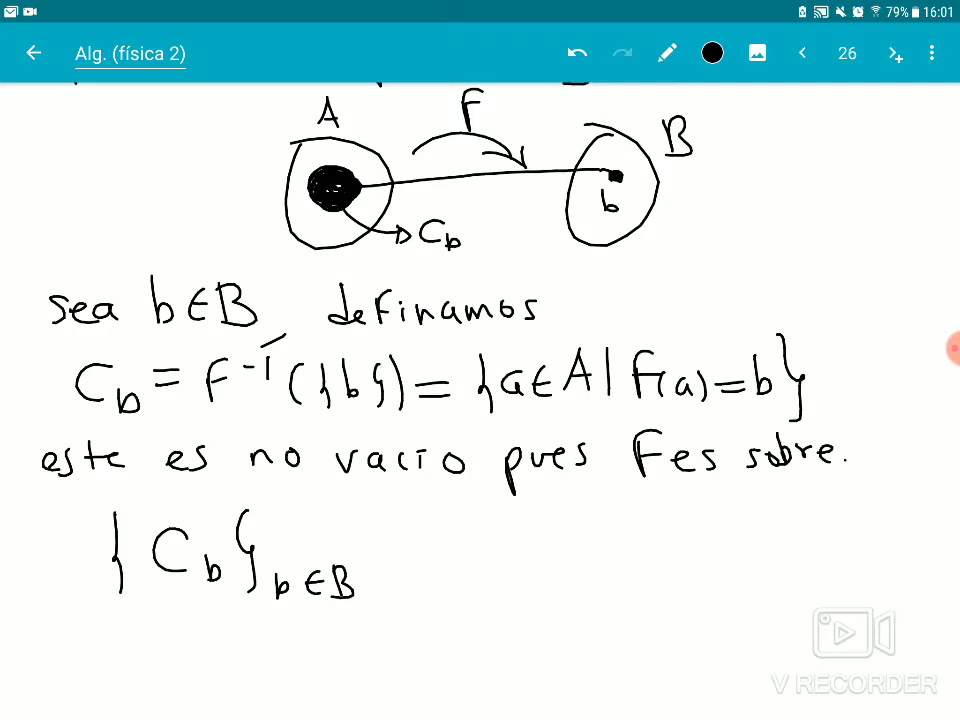 79% 16:01
Alg. (física 2) 26
A F B
b
C_b
sea b∈B definamos
C_b = F⁻¹({b}) = {a∈A | F(a)=b}
este es no vacio pues F es sobre.
{C_b}_{b∈B}
V RECORDER